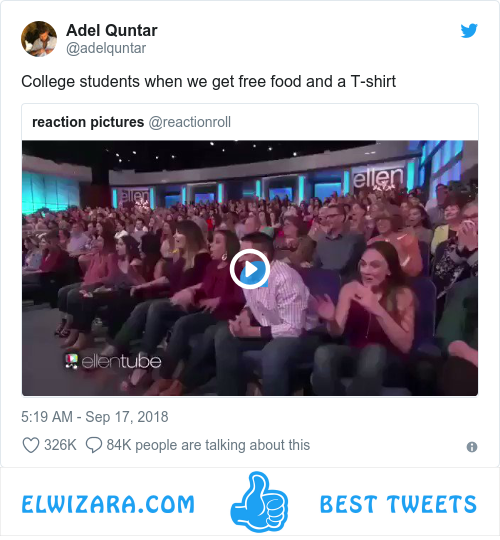 Adel Quntar
@adelquntar
College students when we get free food and a T-shirt
reaction pictures @reactionroll
ellen
ellen
ellentube
5:19 AM - Sep 17, 2018
326K 84K people are talking about this
ELWIZARA.COM BEST TWEETS